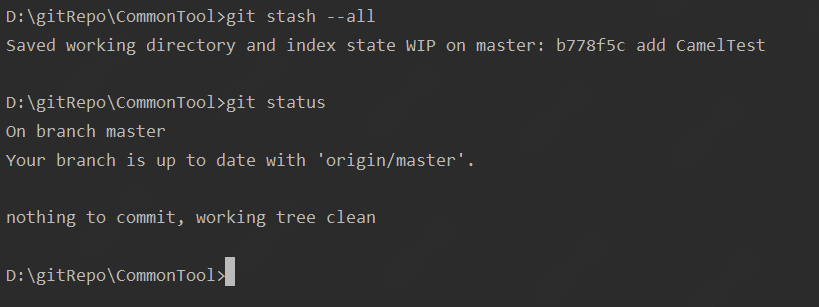 D:\gitRepo\CommonTool>git stash --all
Saved working directory and index state WIP on master: b778f5c add CamelTest
D:\gitRepo\CommonTool>git status
On branch master
Your branch is up to date with 'origin/master'.
nothing to commit, working tree clean
D:\gitRepo\CommonTool>